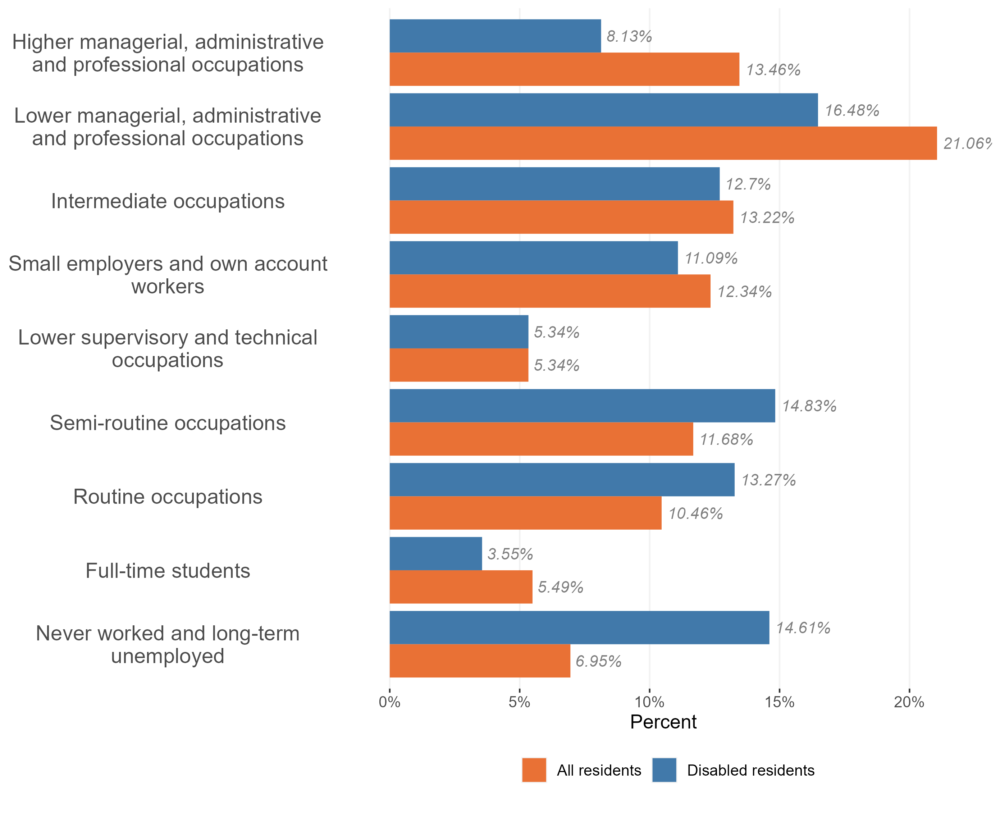 Higher managerial, administrative
and professional occupations
8.13%
13.46%
Lower managerial, administrative
and professional occupations
16.48%
21.06%
Intermediate occupations
12.7%
13.22%
Small employers and own account
workers
11.09%
12.34%
Lower supervisory and technical
occupations
5.34%
5.34%
Semi-routine occupations
14.83%
11.68%
Routine occupations
13.27%
10.46%
Full-time students
3.55%
5.49%
Never worked and long-term
unemployed
14.61%
6.95%
0% 5% 10% 15% 20%
Percent
All residents Disabled residents